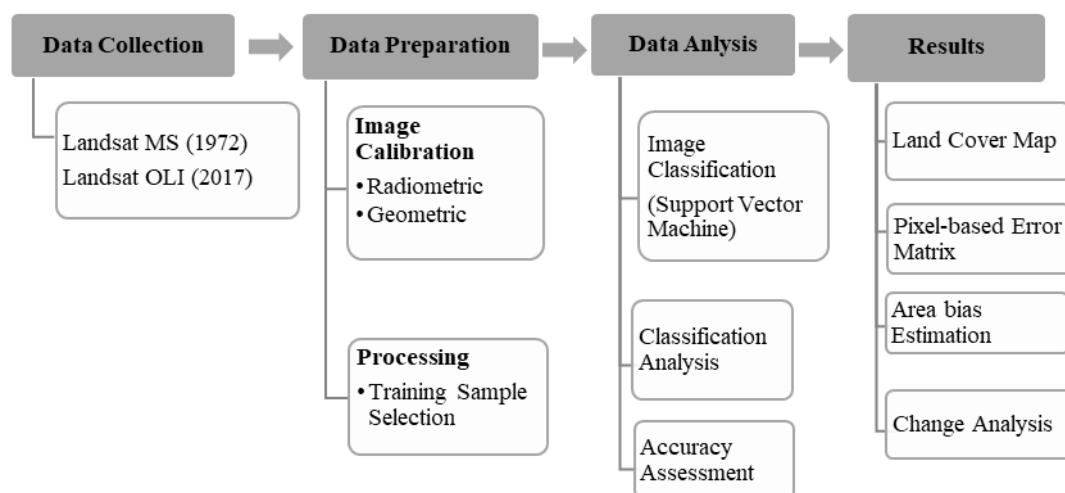 Data Collection
Landsat MS (1972)
Landsat OLI (2017)
Data Preparation
Image
Calibration
• Radiometric
• Geometric
Processing
• Training Sample
Selection
Data Anlysis
Image
Classification
(Support Vector
Machine)
Classification
Analysis
Accuracy
Assessment
Results
Land Cover Map
Pixel-based Error
Matrix
Area bias
Estimation
Change Analysis